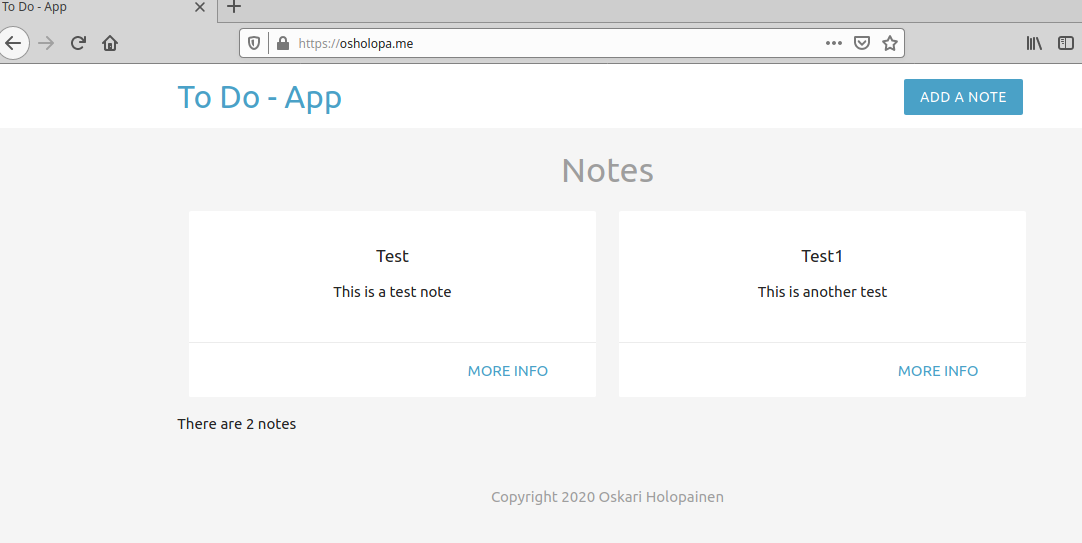 To Do - App
https://osholopa.me
To Do - App
ADD A NOTE
Notes
Test
This is a test note
MORE INFO
Test1
This is another test
MORE INFO
There are 2 notes
Copyright 2020 Oskari Holopainen